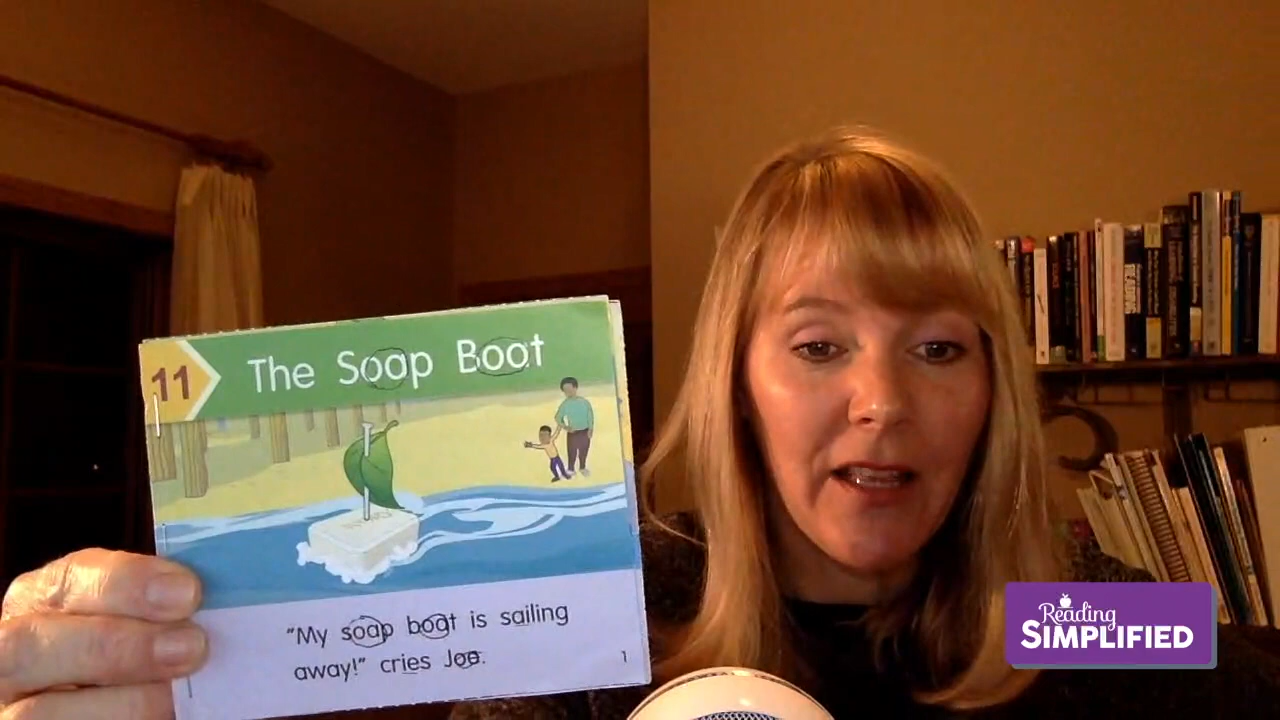 11
The Soap Boat
"My soap boat is sailing
away!" cries Joe.
1
Reading
SIMPLIFIED